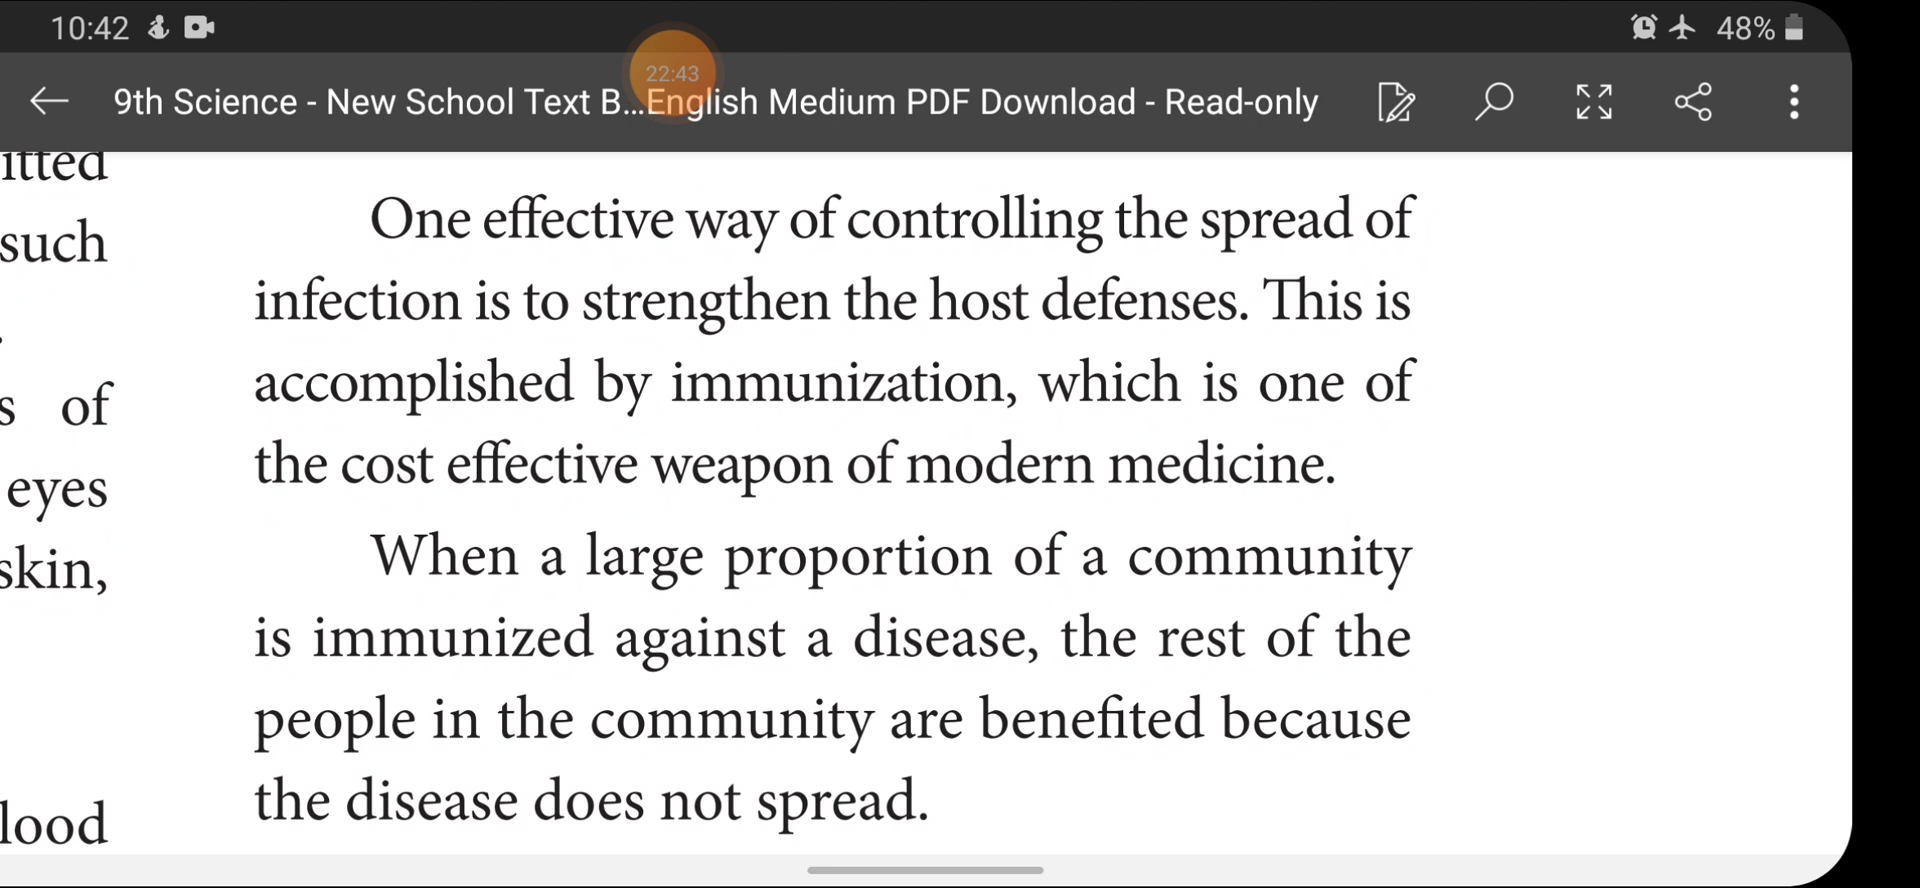 10:42
48%
22:43
9th Science - New School Text B...English Medium PDF Download - Read-only
itted
such
s of
eyes
skin,
lood
One effective way of controlling the spread of
infection is to strengthen the host defenses. This is
accomplished by immunization, which is one of
the cost effective weapon of modern medicine.
When a large proportion of a community
is immunized against a disease, the rest of the
people in the community are benefited because
the disease does not spread.